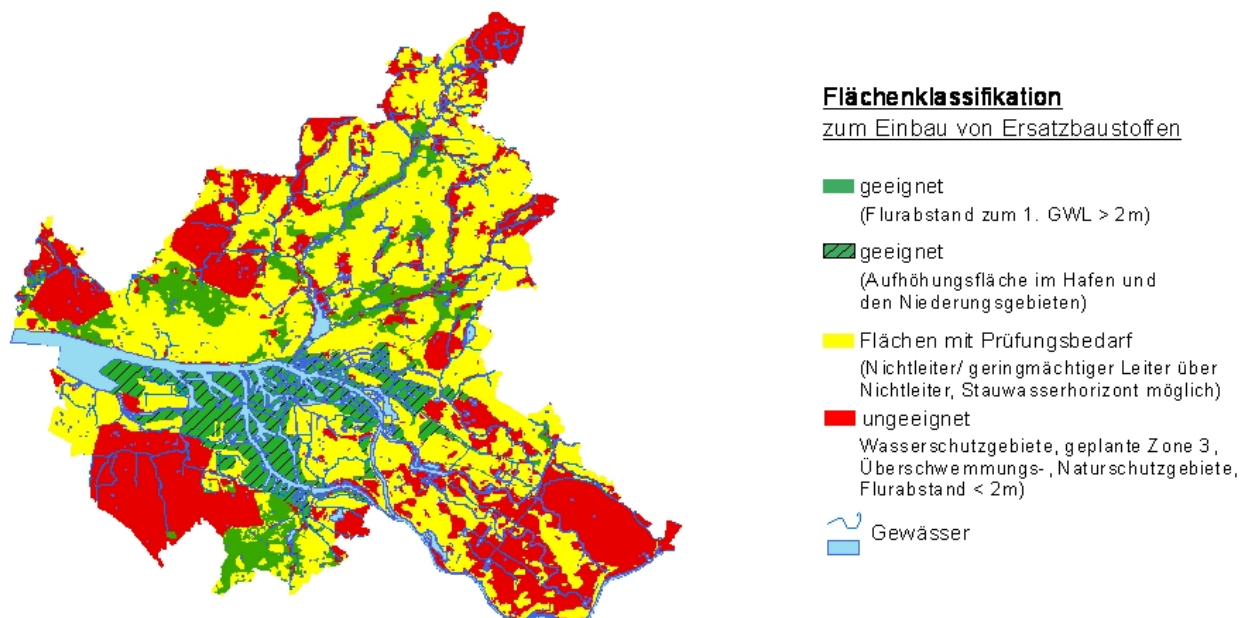 Flächenklassifikation
zum Einbau von Ersatzbaustoffen
geeignet
(Flurabstand zum 1. GWL > 2m)
geeignet
(Aufhöhungsfläche im Hafen und
den Niederungsgebieten)
Flächen mit Prüfungsbedarf
(Nichtleiter/ geringmächtiger Leiter über
Nichtleiter, Stauwasserhorizont möglich)
ungeeignet
Wasserschutzgebiete, geplante Zone 3,
Überschwemmungs-, Naturschutzgebiete,
Flurabstand < 2m)
Gewässer